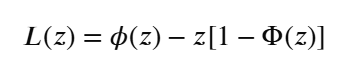 L(z) = ϕ(z) − z[1 − Φ(z)]